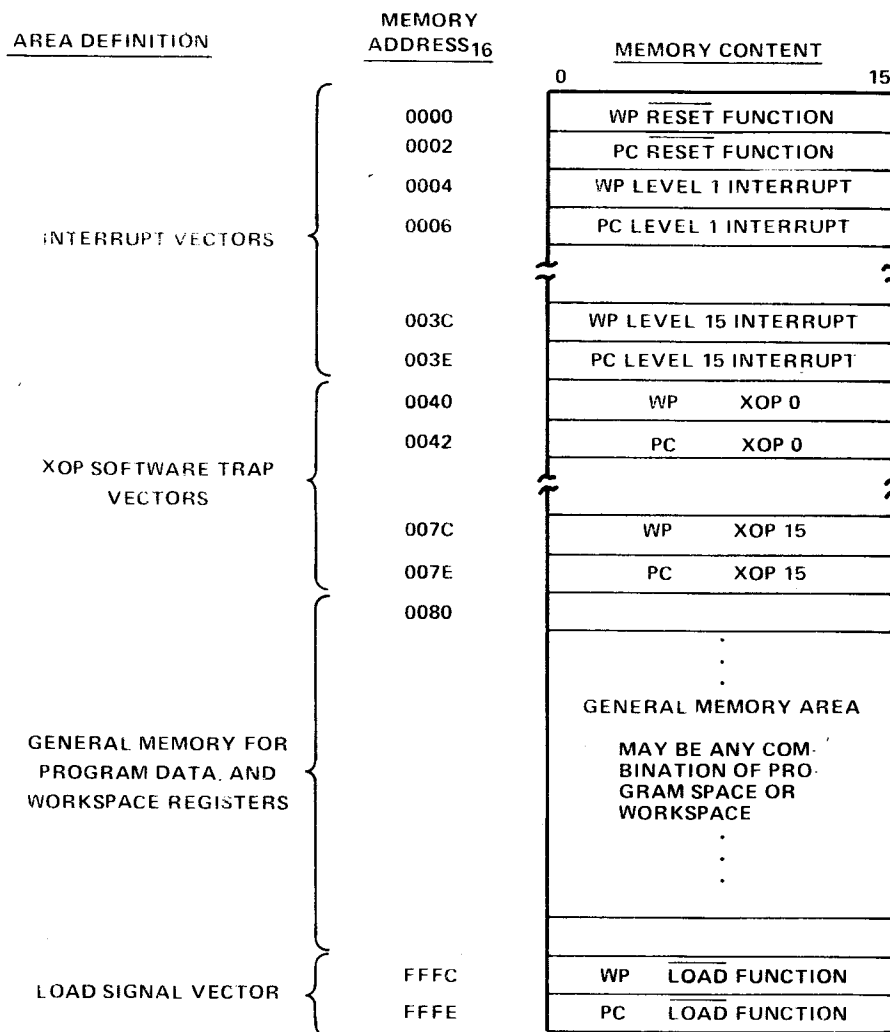 AREA DEFINITION
MEMORY
ADDRESS16
MEMORY CONTENT
0 15
INTERRUPT VECTORS
0000 WP RESET FUNCTION
0002 PC RESET FUNCTION
0004 WP LEVEL 1 INTERRUPT
0006 PC LEVEL 1 INTERRUPT
003C WP LEVEL 15 INTERRUPT
003E PC LEVEL 15 INTERRUPT
XOP SOFTWARE TRAP
VECTORS
0040 WP XOP 0
0042 PC XOP 0
007C WP XOP 15
007E PC XOP 15
0080
GENERAL MEMORY FOR
PROGRAM DATA, AND
WORKSPACE REGISTERS
GENERAL MEMORY AREA
MAY BE ANY COM-
BINATION OF PRO-
GRAM SPACE OR
WORKSPACE
LOAD SIGNAL VECTOR
FFFC WP LOAD FUNCTION
FFFE PC LOAD FUNCTION